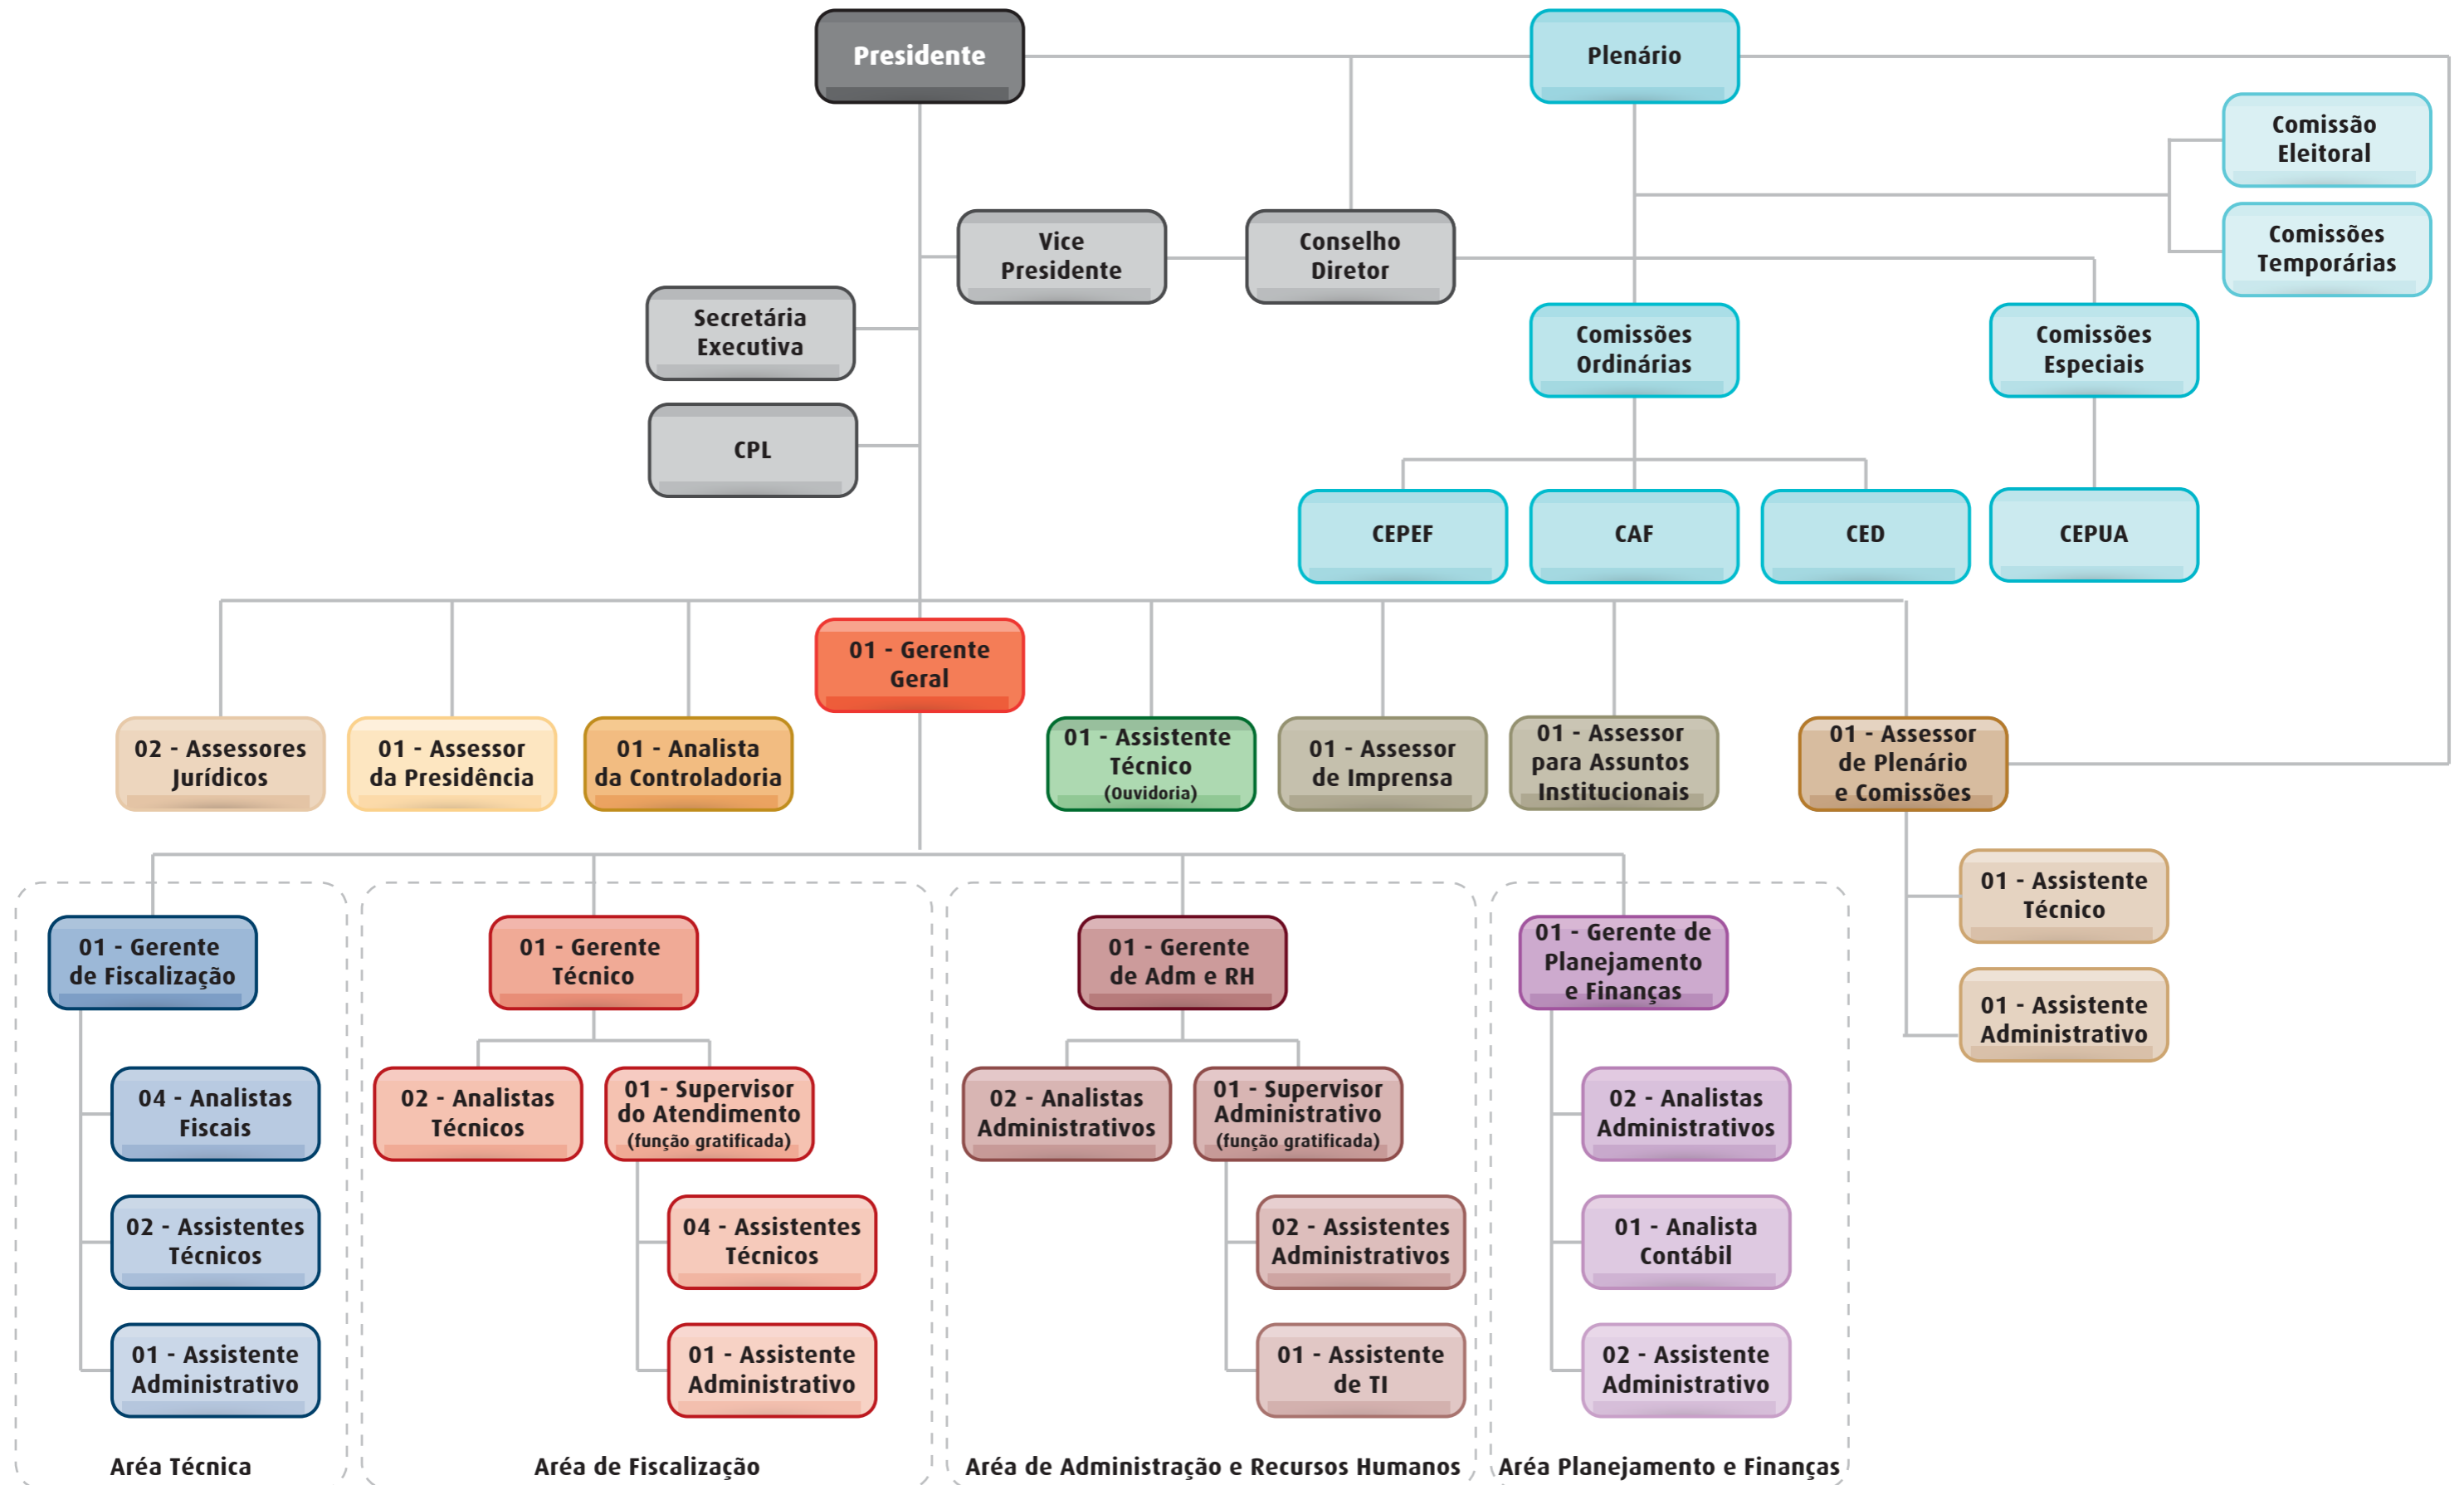 Presidente
Plenário
Comissão
Eleitoral
Comissões
Temporárias
Vice
Presidente
Conselho
Diretor
Secretária
Executiva
Comissões
Ordinárias
Comissões
Especiais
CPL
CEPEF
CAF
CED
CEPUA
01 - Gerente
Geral
02 - Assessores
Jurídicos
01 - Assessor
da Presidência
01 - Analista
da Controladoria
01 - Assistente
Técnico
(Ouvidoria)
01 - Assessor
de Imprensa
01 - Assessor
para Assuntos
Institucionais
01 - Assessor
de Plenário
e Comissões
01 - Assistente
Técnico
01 - Assistente
Administrativo
01 - Gerente
de Fiscalização
04 - Analistas
Fiscais
02 - Assistentes
Técnicos
01 - Assistente
Administrativo
Aréa Técnica
01 - Gerente
Técnico
02 - Analistas
Técnicos
01 - Supervisor
do Atendimento
(função gratificada)
04 - Assistentes
Técnicos
01 - Assistente
Administrativo
Aréa de Fiscalização
01 - Gerente
de Adm e RH
02 - Analistas
Administrativos
01 - Supervisor
Administrativo
(função gratificada)
02 - Assistentes
Administrativos
01 - Assistente
de TI
Aréa de Administração e Recursos Humanos
01 - Gerente de
Planejamento
e Finanças
02 - Analistas
Administrativos
01 - Analista
Contábil
02 - Assistente
Administrativo
Aréa Planejamento e Finanças